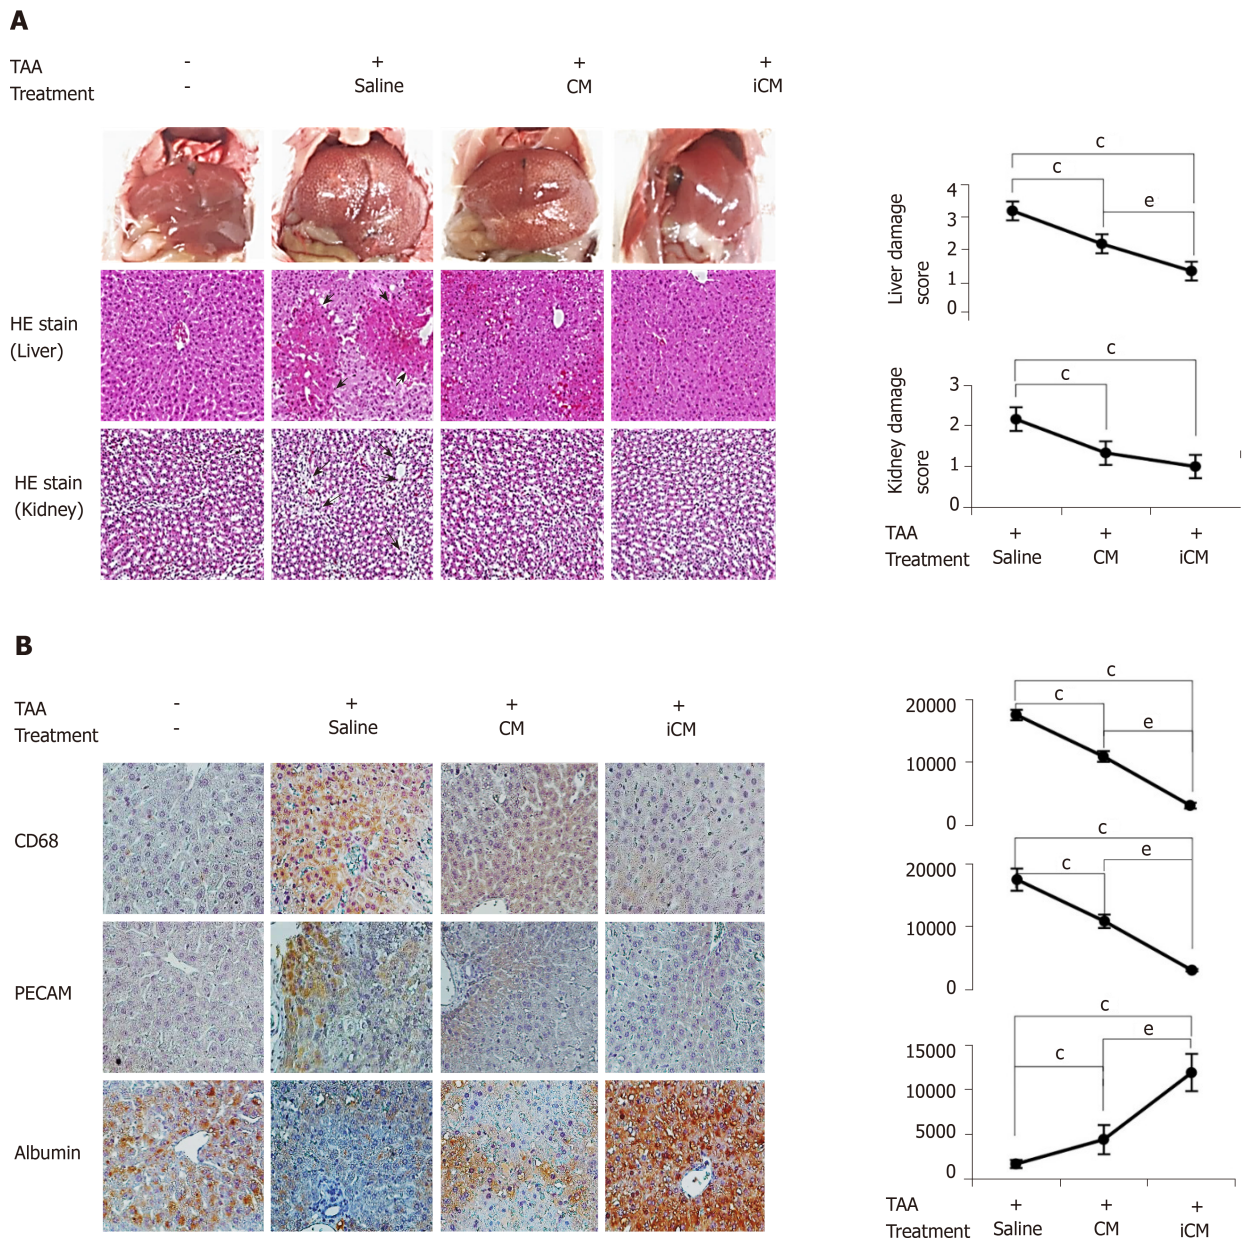 A
TAA - + + +
Treatment - Saline CM iCM
HE stain
(Liver)
HE stain
(Kidney)
c
c
e
Liver damage
score
4
3
2
1
0
c
c
Kidney damage
score
3
2
1
0
TAA + + +
Treatment Saline CM iCM
B
TAA - + + +
Treatment - Saline CM iCM
CD68
PECAM
Albumin
c
c
e
20000
10000
0
c
c
e
20000
10000
0
c
e
c
15000
10000
5000
0
TAA + + +
Treatment Saline CM iCM